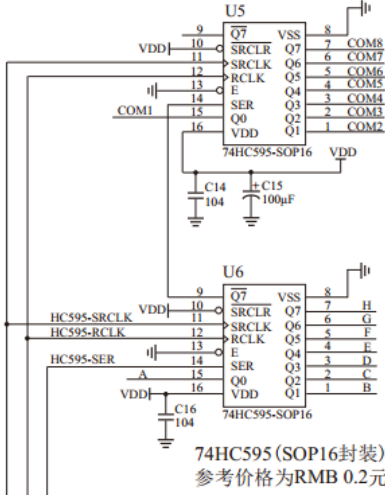 U5
9 Q7 VSS 8
VDD 10 SRCLR Q7 7 COM8
11 SRCLK Q6 6 COM7
12 RCLK Q5 5 COM6
13 E Q4 4 COM5
14 SER Q3 3 COM4
COM1 15 Q0 Q2 2 COM3
16 VDD Q1 1 COM2
74HC595-SOP16
VDD
C14
104
+ C15
100μF
U6
9 Q7 VSS 8
VDD 10 SRCLR Q7 7 H
HC595-SRCLK 11 SRCLK Q6 6 G
HC595-RCLK 12 RCLK Q5 5 F
13 E Q4 4 E
HC595-SER 14 SER Q3 3 D
A 15 Q0 Q2 2 C
VDD 16 VDD Q1 1 B
74HC595-SOP16
C16
104
74HC595(SOP16封装)
参考价格为RMB 0.2元